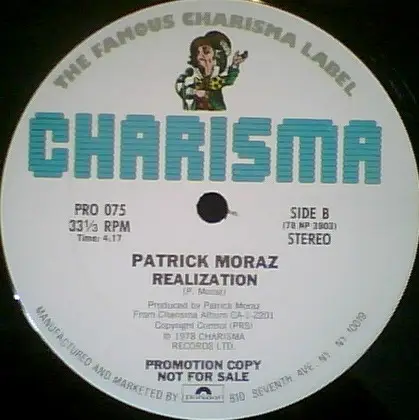 THE FAMOUS CHARISMA LABEL
CHARISMA
PRO 075
33⅓ RPM
Time: 4:17
SIDE B
(78 NP 3803)
STEREO
PATRICK MORAZ
REALIZATION
(P. Moraz)
Produced by Patrick Moraz
From Charisma Album CA-1-2201
Copyright Control (PRS)
℗ 1978 CHARISMA
RECORDS LTD.
PROMOTION COPY
NOT FOR SALE
MANUFACTURED AND MARKETED BY polydor 810 SEVENTH AVE. NY. NY 10019